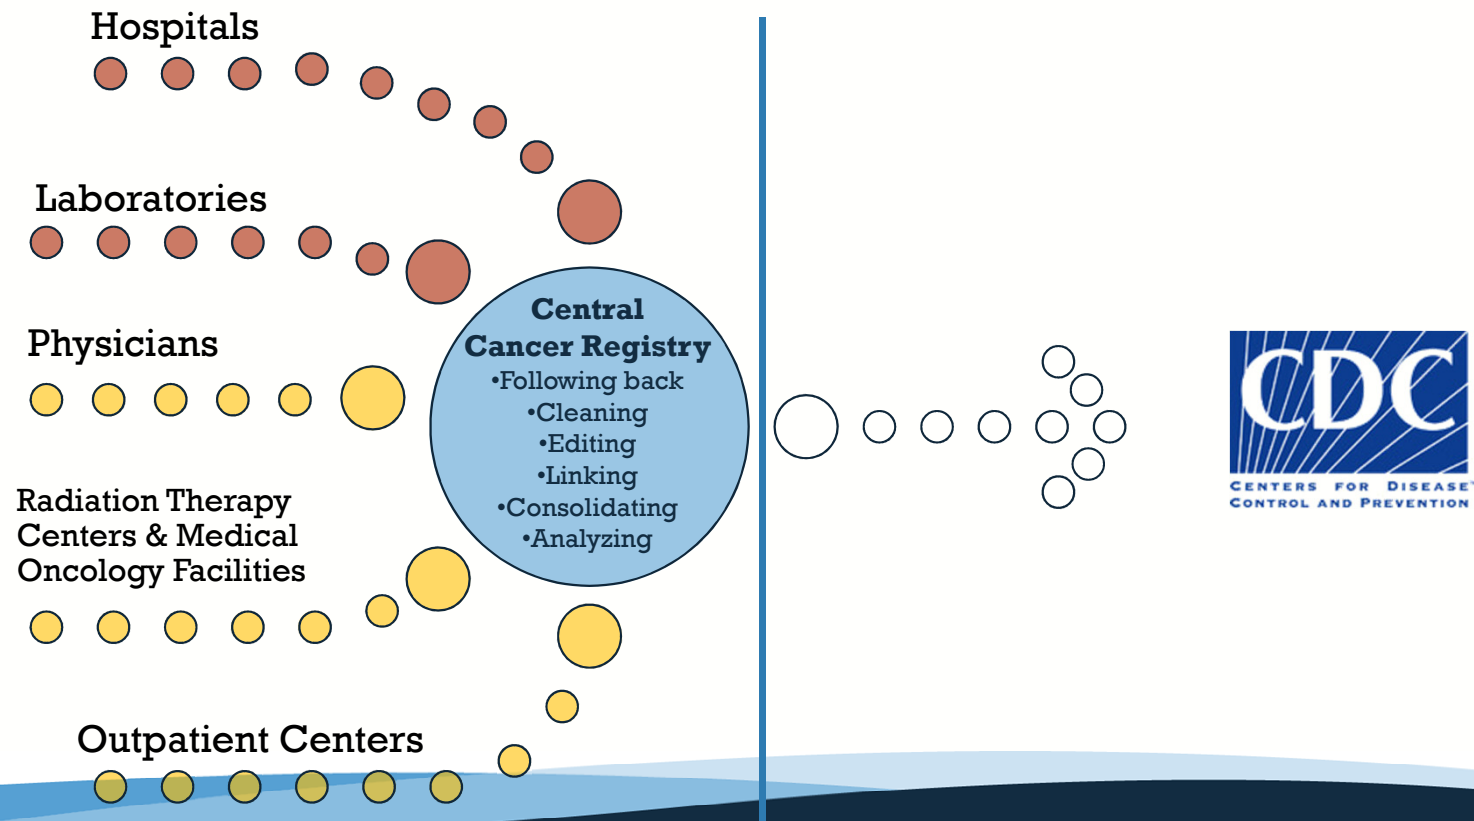 Hospitals
Laboratories
Physicians
Radiation Therapy
Centers & Medical
Oncology Facilities
Outpatient Centers
Central
Cancer Registry
•Following back
•Cleaning
•Editing
•Linking
•Consolidating
•Analyzing
CDC
CENTERS FOR DISEASE
CONTROL AND PREVENTION